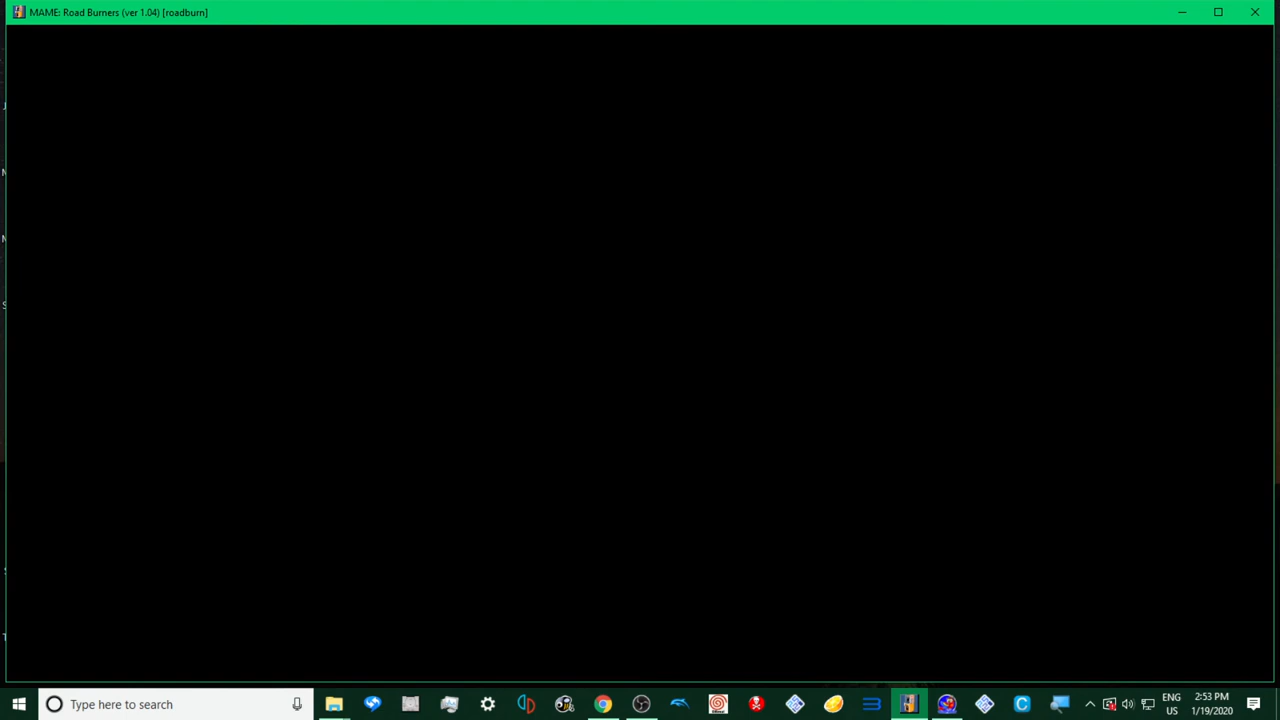 MAME: Road Burners (ver 1.04) [roadburn]
Type here to search
ENG
US
2:53 PM
1/19/2020